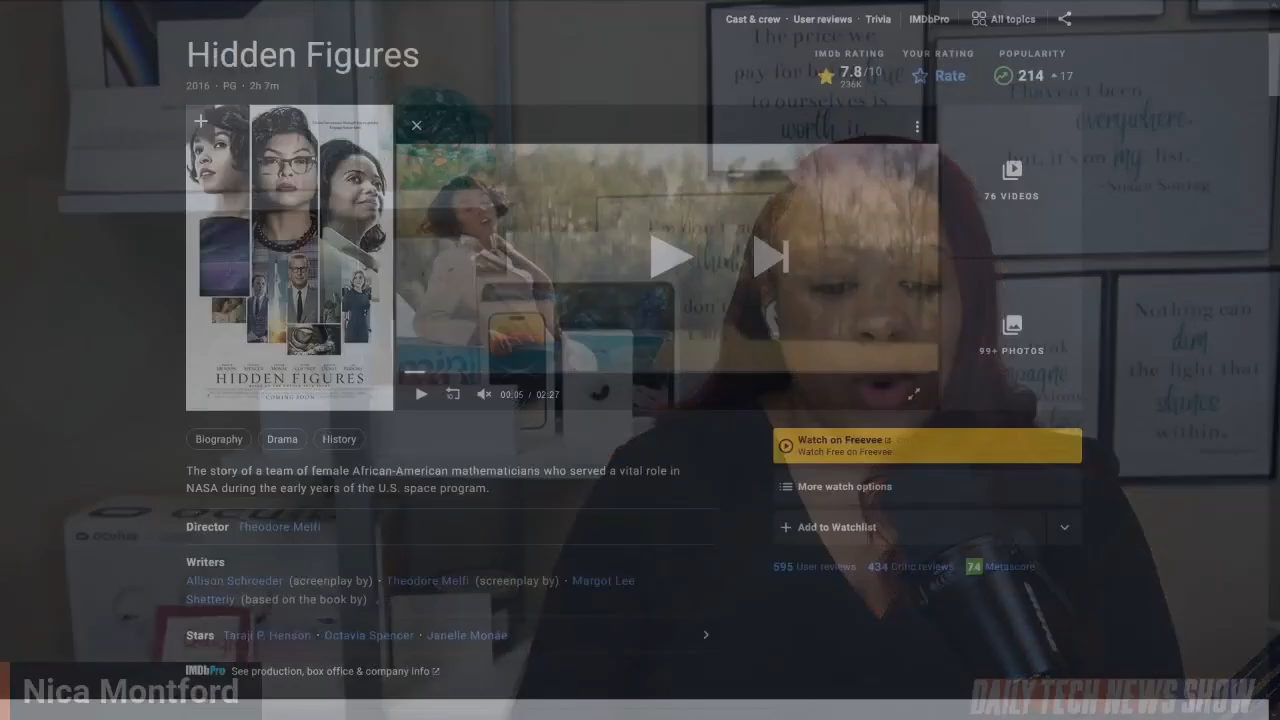 Cast & crew · User reviews · Trivia IMDbPro All topics
Hidden Figures
2016 · PG · 2h 7m
IMDb RATING YOUR RATING POPULARITY
7.8/10 Rate 214 17
236K
The price we
pay for
to ourselves is
worth it.
I haven't been
everywhere,
but, it's on my list.
-Susan Sontag
76 VIDEOS
99+ PHOTOS
think
don't
Nothing can
dim
the light that
shines
within.
HIDDEN FIGURES
COMING SOON
mini
00:05 / 02:27
Biography Drama History
The story of a team of female African-American mathematicians who served a vital role in
NASA during the early years of the U.S. space program.
Watch on Freevee
Watch Free on Freevee
More watch options
Add to Watchlist
595 User reviews 434 Critic reviews 74 Metascore
Director Theodore Melfi
Writers
Allison Schroeder (screenplay by) · Theodore Melfi (screenplay by) · Margot Lee
Shetterly (based on the book by)
Stars Taraji P. Henson · Octavia Spencer · Janelle Monáe
IMDbPro See production, box office & company info
oculus
oculus
Nica Montford
DAILY TECH NEWS SHOW